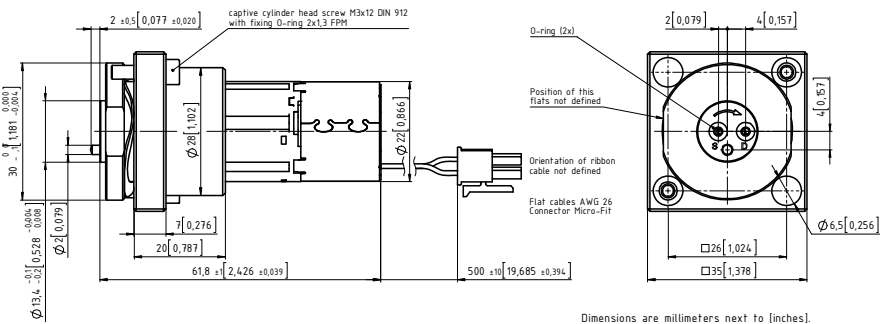 2 ±0,5[0,077 ±0,020]
captive cylinder head screw M3x12 DIN 912
with fixing O-ring 2x1,3 FPM
30 0 -0,1[1,181 0,000 -0,004]
Ø 28[1,102]
Ø 22[0,866]
Ø 2[0,079]
Ø 13,4 -0,1 -0,2[0,528 -0,004 -0,008]
7[0,276]
20[0,787]
61,8 ±1[2,426 ±0,039]
500 ±10[19,685 ±0,394]
2[0,079]
4[0,157]
O-ring (2x)
Position of this
flats not defined
4[0,157]
S D
Orientation of ribbon
cable not defined
Flat cables AWG 26
Connector Micro-Fit
Ø 6,5[0,256]
□26[1,024]
□35[1,378]
Dimensions are millimeters next to [inches].